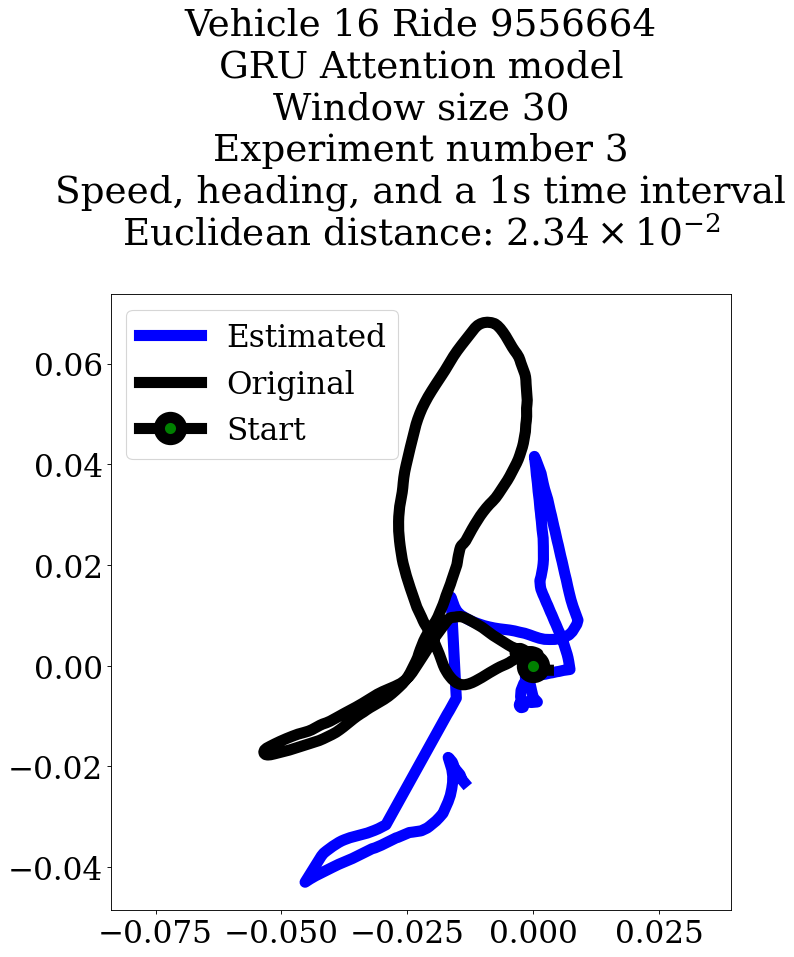 Vehicle 16 Ride 9556664
GRU Attention model
Window size 30
Experiment number 3
Speed, heading, and a 1s time interval
Euclidean distance: 2.34 × 10⁻²
Estimated
Original
Start
0.06
0.04
0.02
0.00
−0.02
−0.04
−0.075 −0.050 −0.025 0.000 0.025